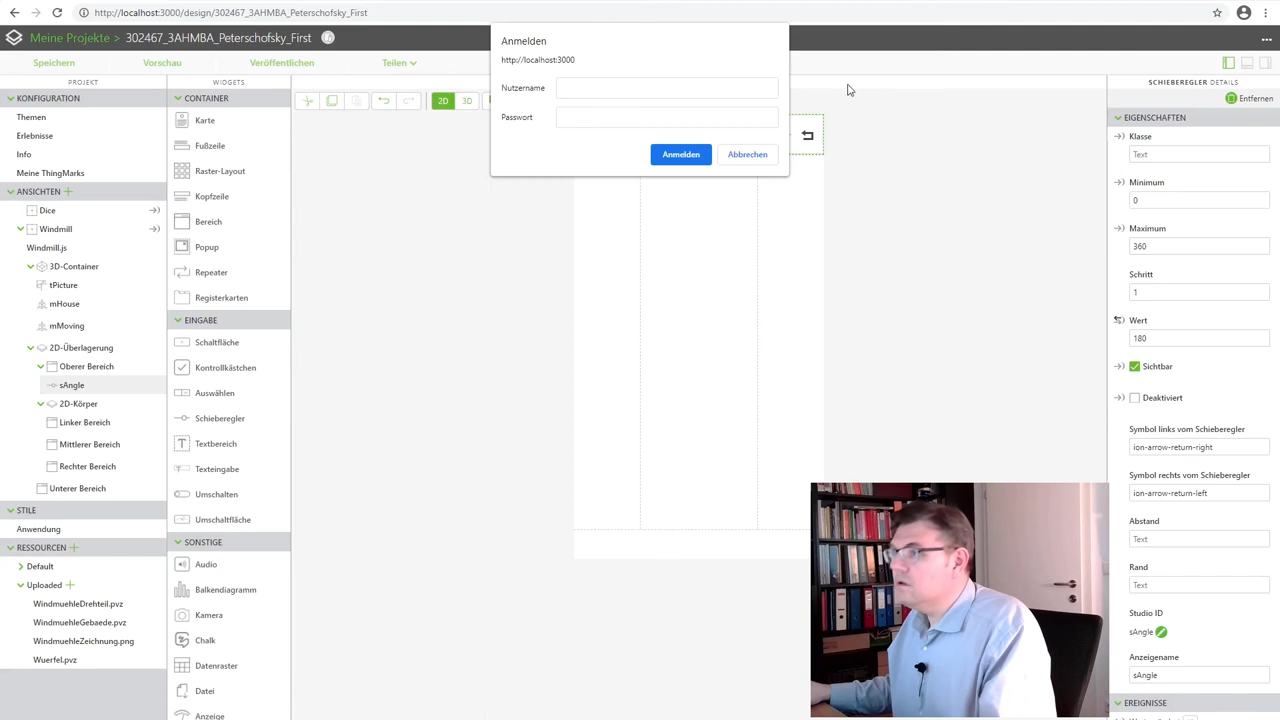 http://localhost:3000/design/302467_3AHMBA_Peterschofsky_First
Meine Projekte > 302467_3AHMBA_Peterschofsky_First
Speichern
Vorschau
Veröffentlichen
Teilen
Anmelden
http://localhost:3000
Nutzername
Passwort
Anmelden
Abbrechen
PROJEKT
KONFIGURATION
Themen
Erlebnisse
Info
Meine ThingMarks
ANSICHTEN
Dice
Windmill
Windmill.js
3D-Container
tPicture
mHouse
mMoving
2D-Überlagerung
Oberer Bereich
sAngle
2D-Körper
Linker Bereich
Mittlerer Bereich
Rechter Bereich
Unterer Bereich
STILE
Anwendung
RESSOURCEN
Default
Uploaded
WindmuehleDrehteil.pvz
WindmuehleGebaede.pvz
WindmuehleZeichnung.png
Wuerfel.pvz
WIDGETS
CONTAINER
Karte
Fußzeile
Raster-Layout
Kopfzeile
Bereich
Popup
Repeater
Registerkarten
EINGABE
Schaltfläche
Kontrollkästchen
Auswählen
Schieberegler
Textbereich
Texteingabe
Umschalten
Umschaltfläche
SONSTIGE
Audio
Balkendiagramm
Kamera
Chalk
Datenraster
Datei
Anzeige
2D
3D
SCHIEBEREGLER DETAILS
Entfernen
EIGENSCHAFTEN
Klasse
Text
Minimum
0
Maximum
360
Schritt
1
Wert
180
Sichtbar
Deaktiviert
Symbol links vom Schieberegler
ion-arrow-return-right
Symbol rechts vom Schieberegler
ion-arrow-return-left
Abstand
Text
Rand
Text
Studio ID
sAngle
Anzeigename
sAngle
EREIGNISSE